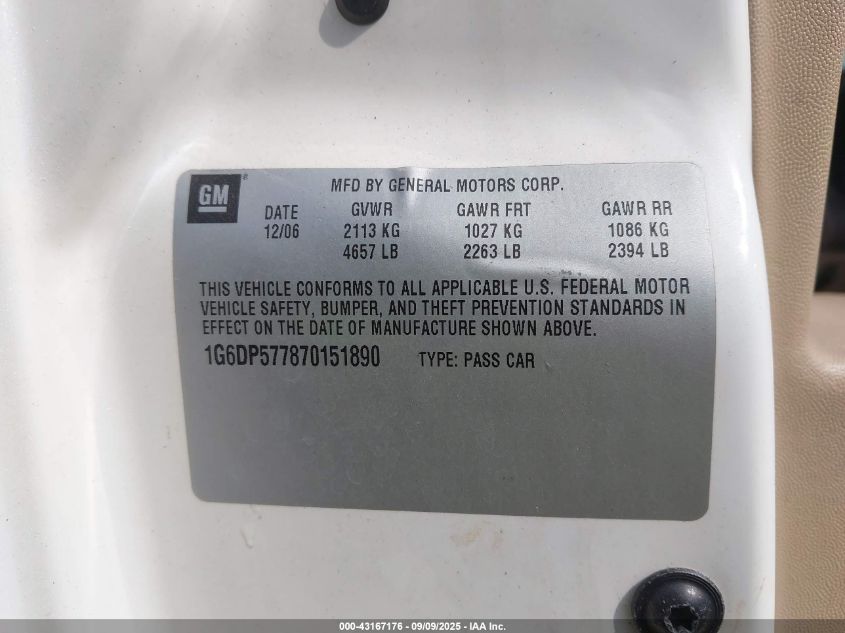 GM ®
MFD BY GENERAL MOTORS CORP.
DATE GVWR GAWR FRT GAWR RR
12/06 2113 KG 1027 KG 1086 KG
4657 LB 2263 LB 2394 LB
THIS VEHICLE CONFORMS TO ALL APPLICABLE U.S. FEDERAL MOTOR
VEHICLE SAFETY, BUMPER, AND THEFT PREVENTION STANDARDS IN
EFFECT ON THE DATE OF MANUFACTURE SHOWN ABOVE.
1G6DP577870151890 TYPE: PASS CAR
000-43167176 - 09/09/2025 - IAA Inc.